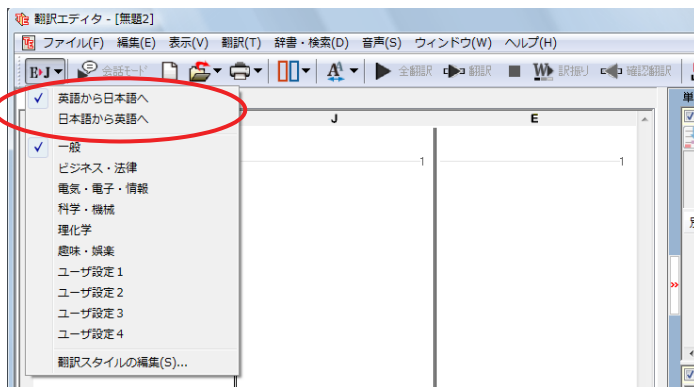 翻訳エディタ - [無題2]
ファイル(F) 編集(E) 表示(V) 翻訳(T) 辞書・検索(D) 音声(S) ウィンドウ(W) ヘルプ(H)
E›J 会話モード 全翻訳 翻訳 訳振り 確認翻訳
英語から日本語へ
日本語から英語へ
一般
ビジネス・法律
電気・電子・情報
科学・機械
理化学
趣味・娯楽
ユーザ設定1
ユーザ設定2
ユーザ設定3
ユーザ設定4
翻訳スタイルの編集(S)...
J E
1 1
単